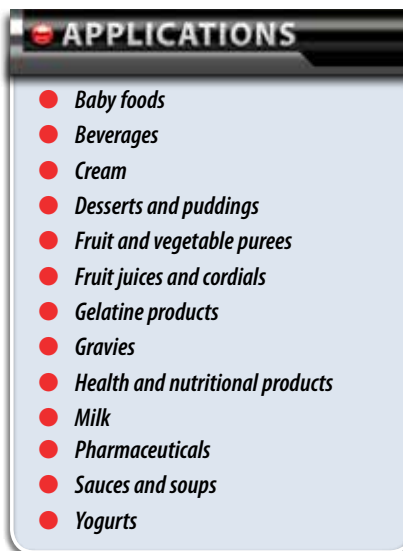 APPLICATIONS
Baby foods
Beverages
Cream
Desserts and puddings
Fruit and vegetable purees
Fruit juices and cordials
Gelatine products
Gravies
Health and nutritional products
Milk
Pharmaceuticals
Sauces and soups
Yogurts